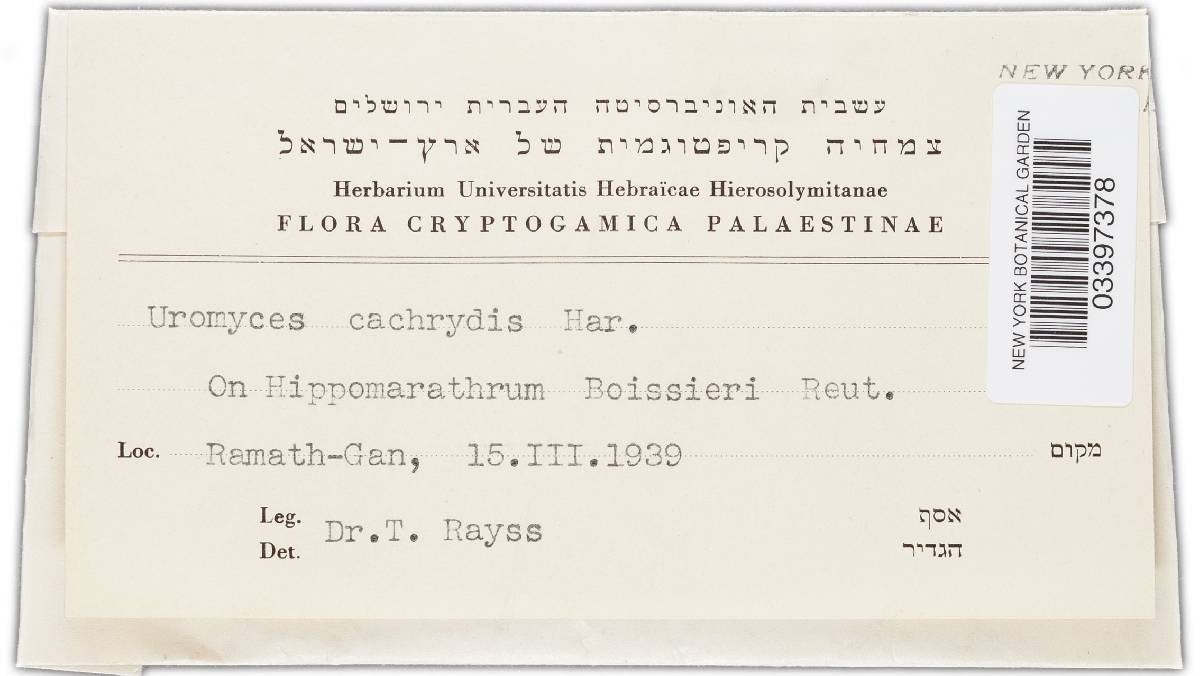 NEW YORK
עשבית האוניברסיטה העברית ירושלים
צמחיה קריפטוגמית של ארץ-ישראל
Herbarium Universitatis Hebraïcae Hierosolymitanae
FLORA CRYPTOGAMICA PALAESTINAE
NEW YORK BOTANICAL GARDEN
03397378
Uromyces cachrydis Har.
On Hippomarathrum Boissieri Reut.
Loc. Ramath-Gan, 15.III.1939 מקום
Leg. Dr.T. Rayss אסף
Det. הגדיר